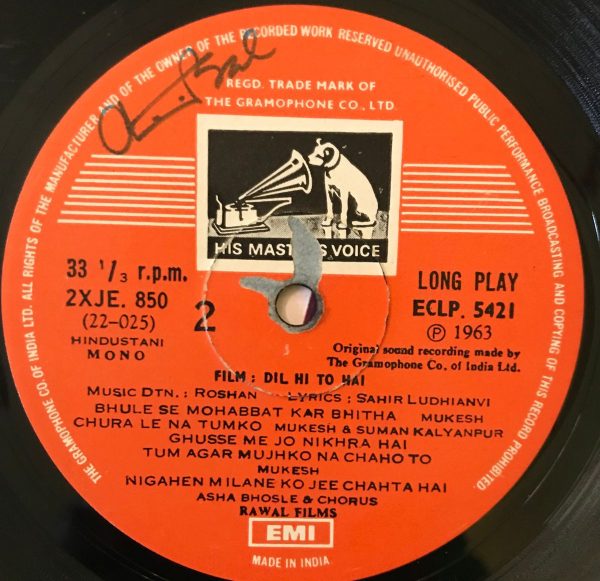 THE GRAMOPHONE CO. OF INDIA LTD. ALL RIGHTS OF THE MANUFACTURER AND OF THE OWNER OF THE RECORDED WORK RESERVED UNAUTHORISED PUBLIC PERFORMANCE BROADCASTING AND COPYING OF THIS RECORD PROHIBITED.
REGD. TRADE MARK OF
THE GRAMOPHONE CO., LTD.
HIS MASTER'S VOICE
33 1/3 r.p.m.
2XJE. 850
(22-025)
2
HINDUSTANI
MONO
LONG PLAY
ECLP. 5421
℗ 1963
Original sound recording made by
The Gramophone Co. of India Ltd.
FILM : DIL HI TO HAI
MUSIC DTN. : ROSHAN LYRICS : SAHIR LUDHIANVI
BHULE SE MOHABBAT KAR BHITHA MUKESH
CHURA LE NA TUMKO MUKESH & SUMAN KALYANPUR
GHUSSE ME JO NIKHRA HAI
TUM AGAR MUJHKO NA CHAHO TO
MUKESH
NIGAHEN MILANE KO JEE CHAHTA HAI
ASHA BHOSLE & CHORUS
RAWAL FILMS
EMI
MADE IN INDIA